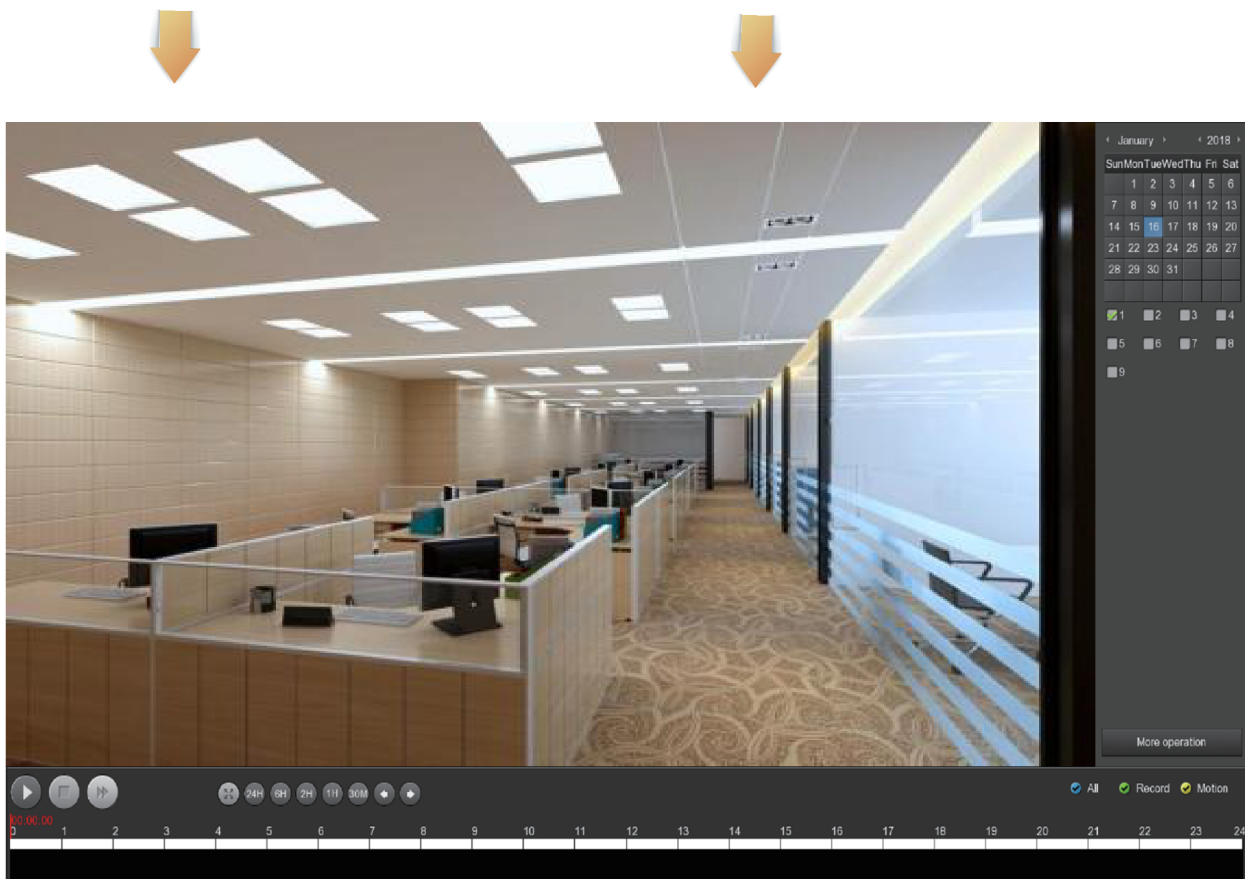 ‹ January › ‹ 2018 ›
Sun Mon Tue Wed Thu Fri Sat
1 2 3 4 5 6
7 8 9 10 11 12 13
14 15 16 17 18 19 20
21 22 23 24 25 26 27
28 29 30 31
1 2 3 4
5 6 7 8
9
More operation
24H 6H 2H 1H 30M
All Record Motion
00:00:00
0 1 2 3 4 5 6 7 8 9 10 11 12 13 14 15 16 17 18 19 20 21 22 23 24